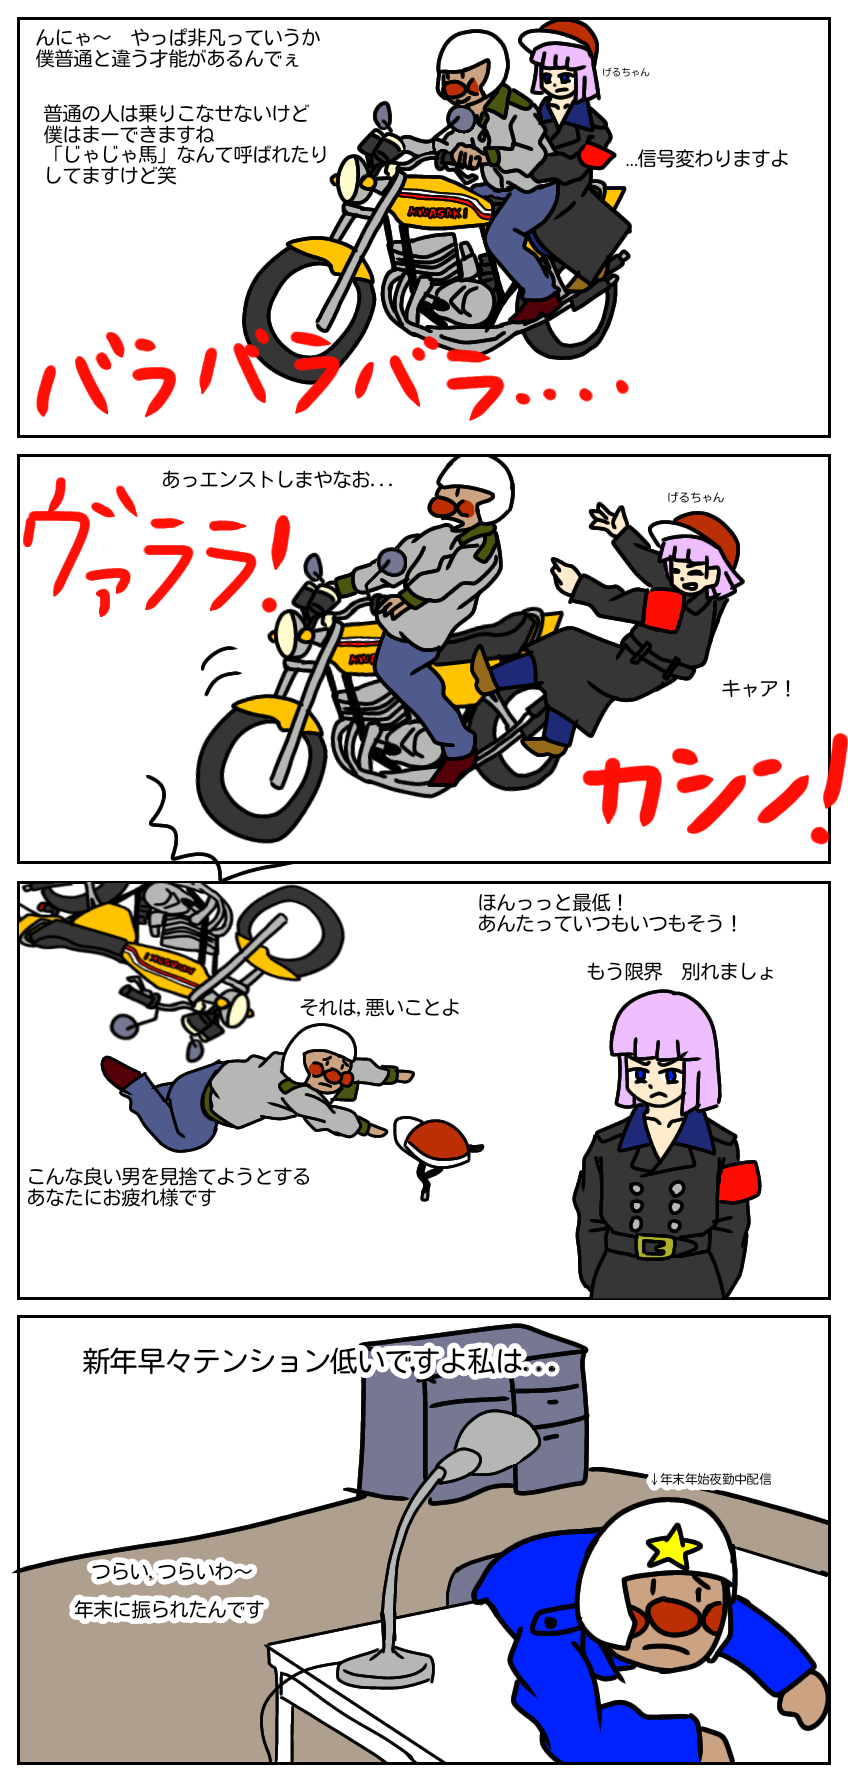 んにゃ～　やっぱ非凡っていうか
僕普通と違う才能があるんでぇ
げるちゃん
普通の人は乗りこなせないけど
僕はまーできますね
「じゃじゃ馬」なんて呼ばれたり
してますけど笑
...信号変わりますよ
KWASAKI
バラバラバラ....
あっエンストしまやなお...
げるちゃん
ヴァララ！
キャア！
カシン！
ほんっっと最低！
あんたっていつもいつもそう！
もう限界　別れましょ
それは,悪いことよ
こんな良い男を見捨てようとする
あなたにお疲れ様です
新年早々テンション低いですよ私は...
↓年末年始夜勤中配信
つらい,つらいわ～
年末に振られたんです